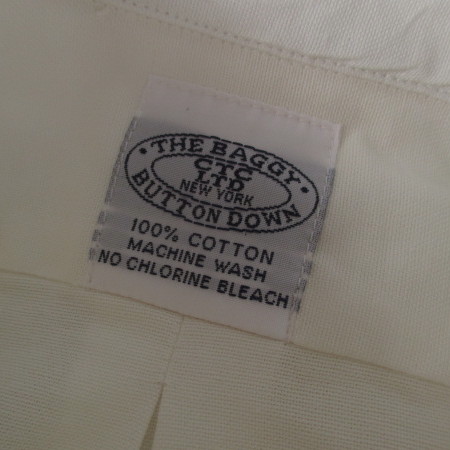 THE BAGGY
CTC
LTD
NEW YORK
BUTTON DOWN
100% COTTON
MACHINE WASH
NO CHLORINE BLEACH